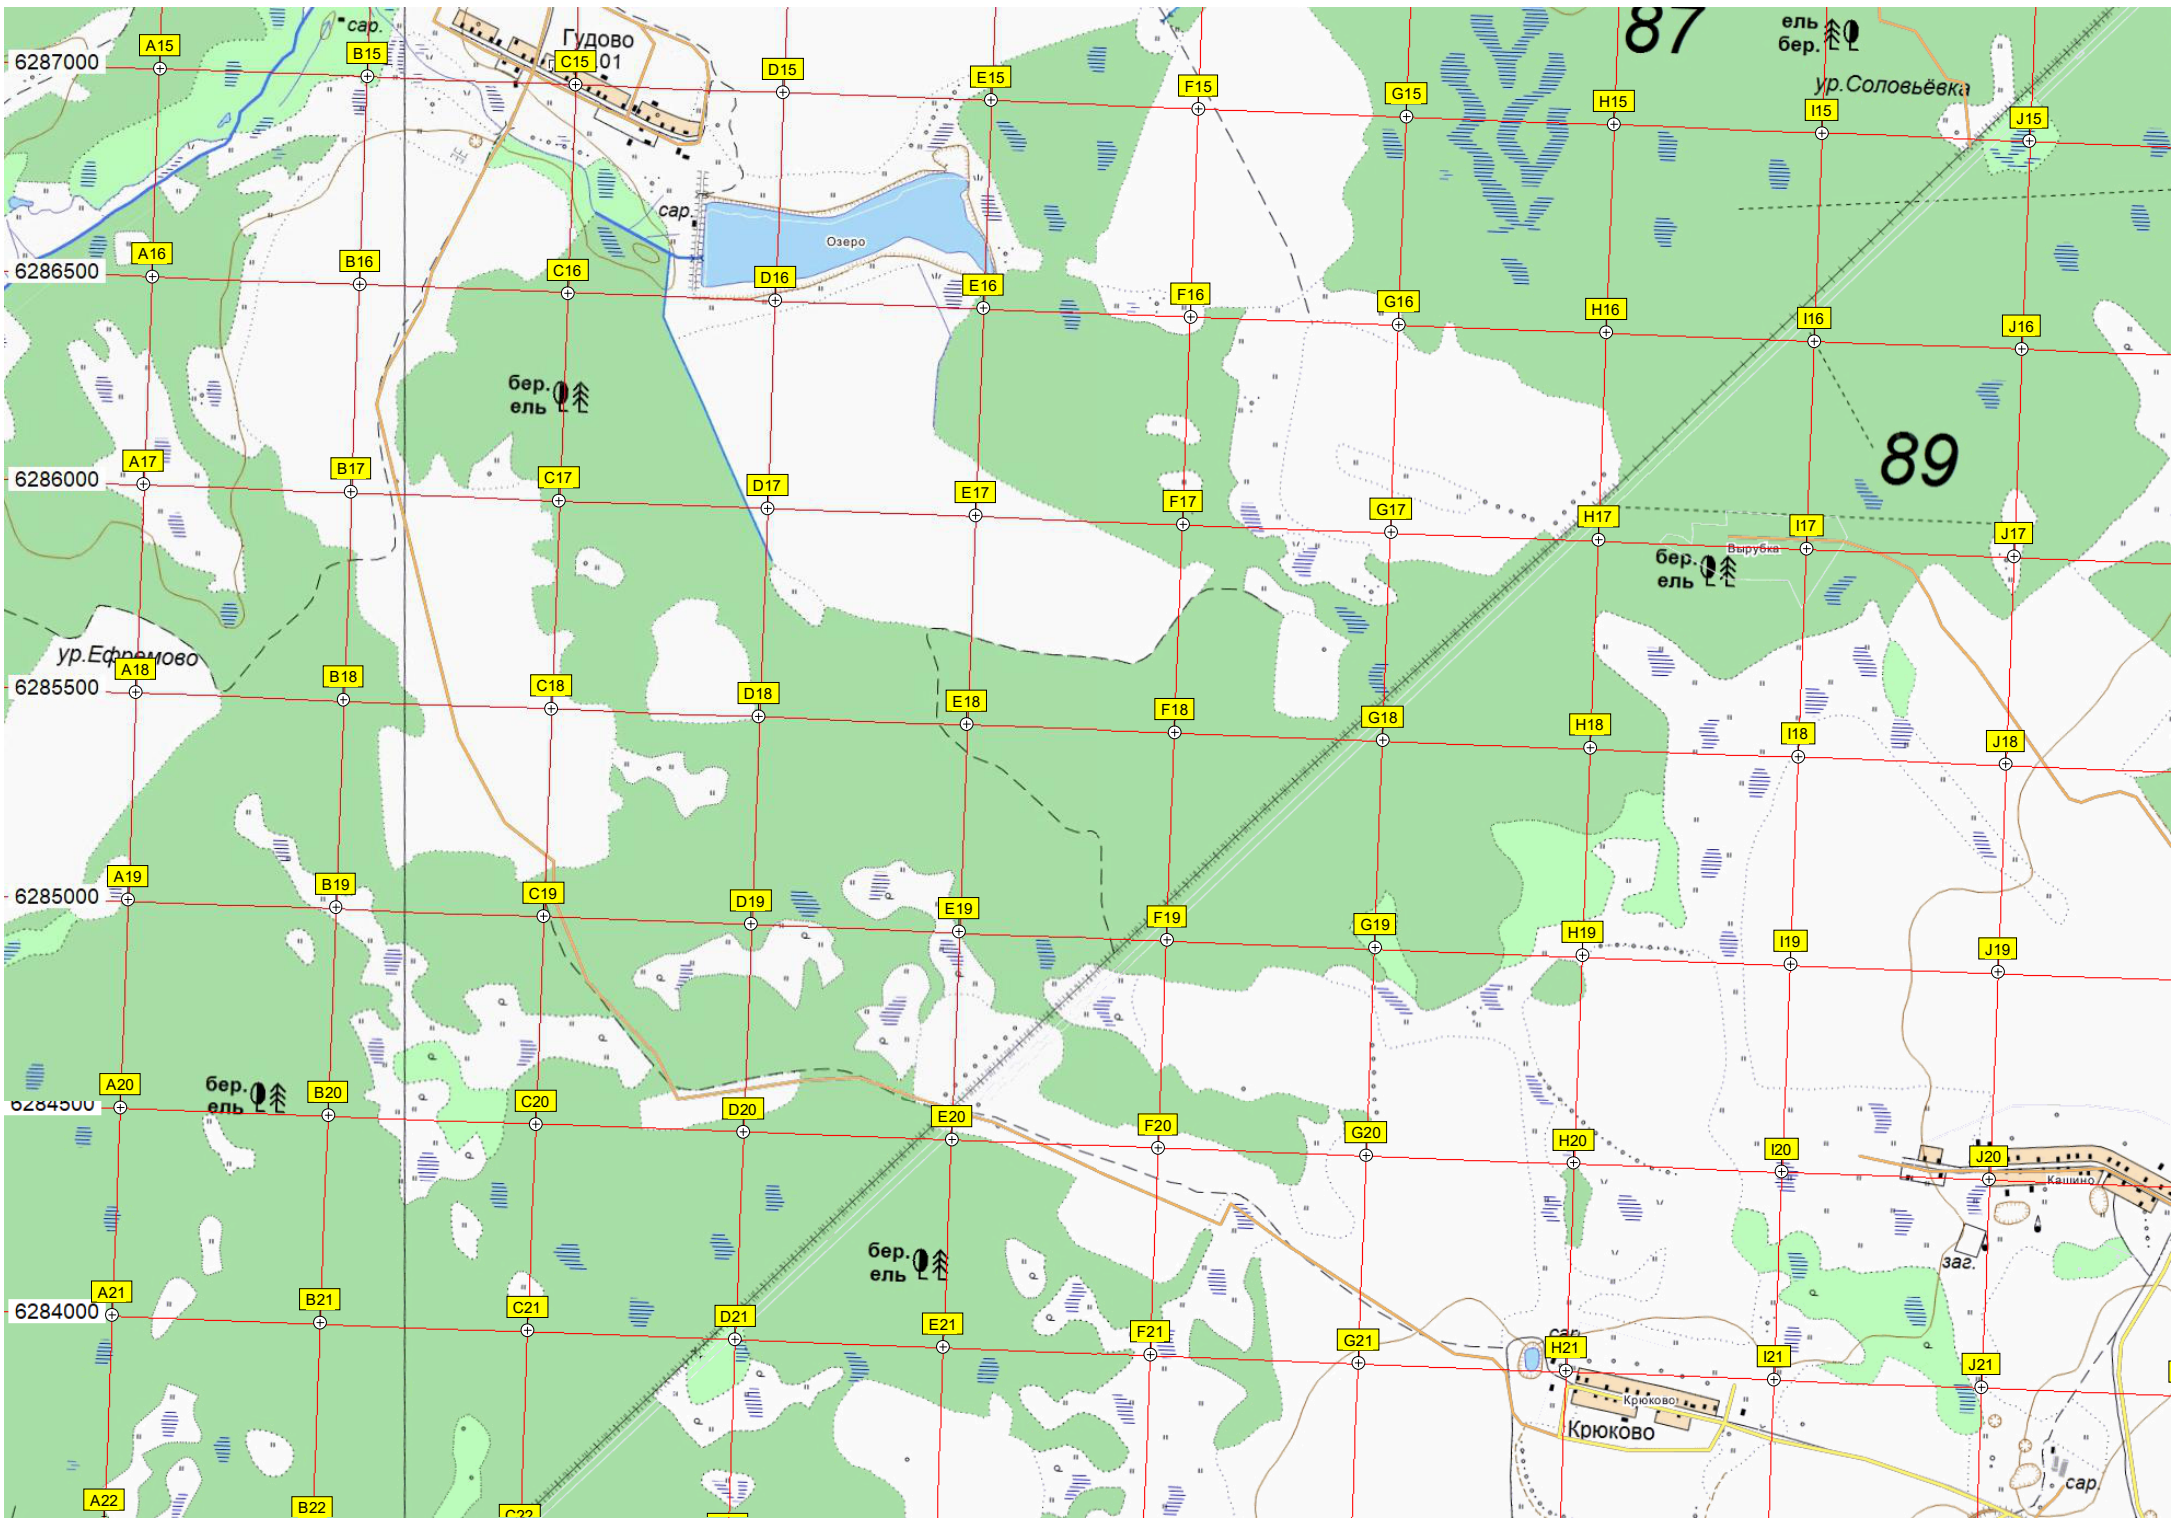 87
ель
бер.
сар.
Гудово
01
A15
B15
C15
D15
E15
F15
G15
H15
I15
J15
6287000
ур.Соловьёвка
сар.
Озеро
A16
B16
C16
D16
E16
F16
G16
H16
I16
J16
6286500
бер.
ель
89
A17
B17
C17
D17
E17
F17
G17
H17
I17
J17
6286000
Вырубка
бер.
ель
ур.Ефремово
A18
B18
C18
D18
E18
F18
G18
H18
I18
J18
6285500
A19
B19
C19
D19
E19
F19
G19
H19
I19
J19
6285000
бер.
ель
A20
B20
C20
D20
E20
F20
G20
H20
I20
J20
6284500
Кашино
заг.
бер.
ель
A21
B21
C21
D21
E21
F21
G21
H21
I21
J21
6284000
сар.
Крюково
Крюково
сар.
A22
B22
C22